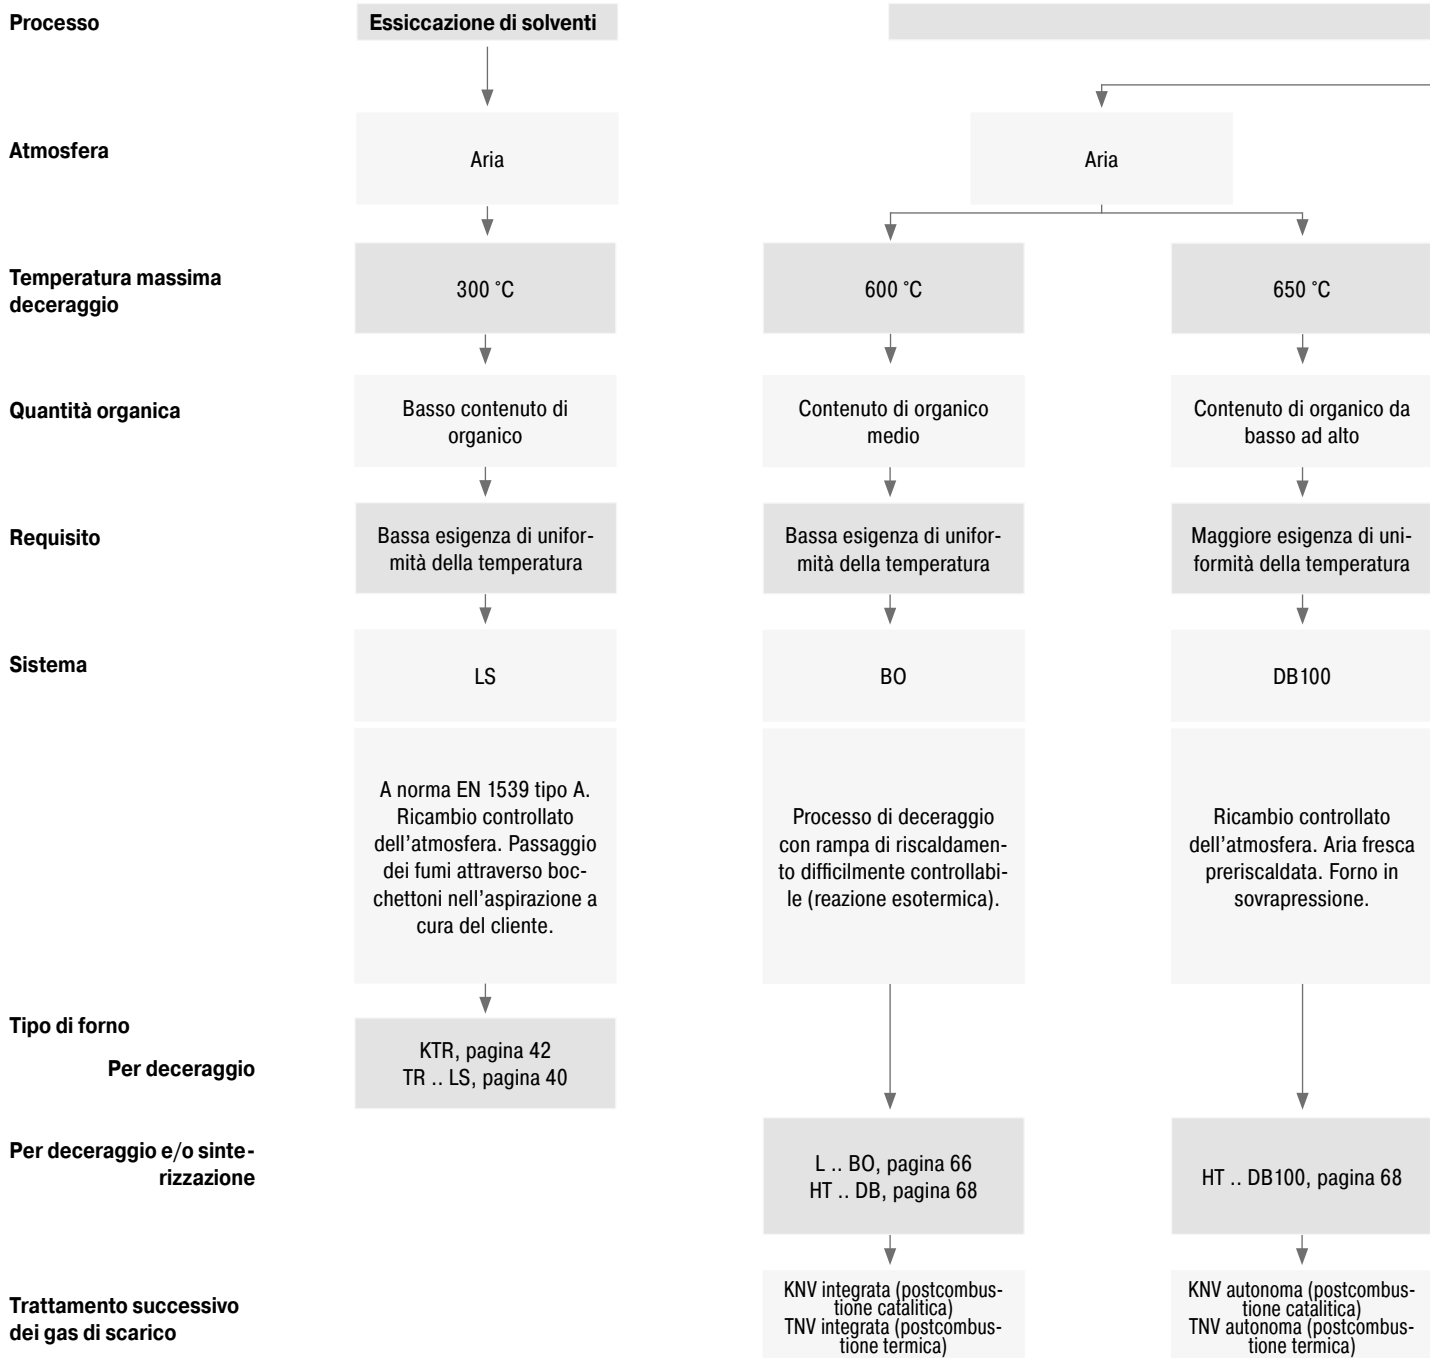 Processo
Essiccazione di solventi
Atmosfera
Aria
Aria
Temperatura massima
deceraggio
300 °C
600 °C
650 °C
Quantità organica
Basso contenuto di
organico
Contenuto di organico
medio
Contenuto di organico da
basso ad alto
Requisito
Bassa esigenza di unifor-
mità della temperatura
Bassa esigenza di unifor-
mità della temperatura
Maggiore esigenza di uni-
formità della temperatura
Sistema
LS
BO
DB100
A norma EN 1539 tipo A.
Ricambio controllato
dell'atmosfera. Passaggio
dei fumi attraverso boc-
chettoni nell'aspirazione a
cura del cliente.
Processo di deceraggio
con rampa di riscaldamen-
to difficilmente controllabi-
le (reazione esotermica).
Ricambio controllato
dell'atmosfera. Aria fresca
preriscaldata. Forno in
sovrapressione.
Tipo di forno
Per deceraggio
KTR, pagina 42
TR .. LS, pagina 40
Per deceraggio e/o sinte-
rizzazione
L .. BO, pagina 66
HT .. DB, pagina 68
HT .. DB100, pagina 68
Trattamento successivo
dei gas di scarico
KNV integrata (postcombus-
tione catalitica)
TNV integrata (postcombus-
tione termica)
KNV autonoma (postcombus-
tione catalitica)
TNV autonoma (postcombus-
tione termica)